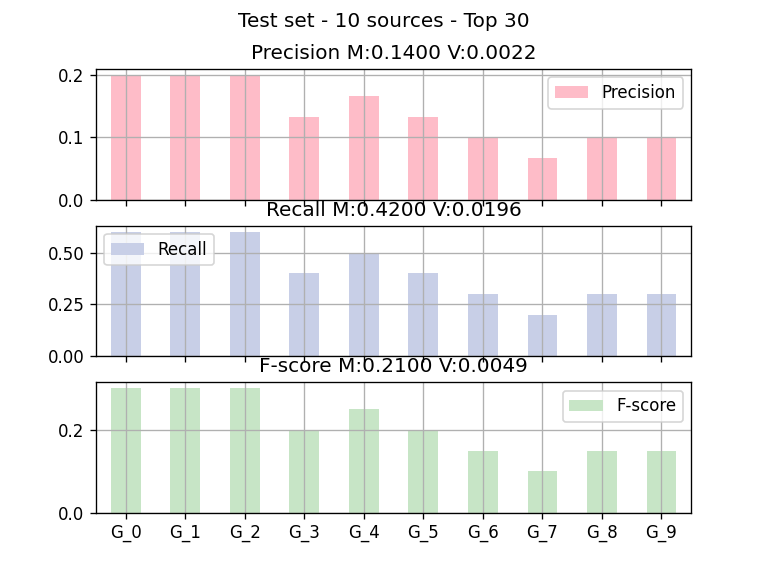 Test set - 10 sources - Top 30
Precision M:0.1400 V:0.0022
0.2
0.1
0.0
Precision
Recall M:0.4200 V:0.0196
0.50
0.25
0.00
Recall
F-score M:0.2100 V:0.0049
0.2
0.0
F-score
G_0 G_1 G_2 G_3 G_4 G_5 G_6 G_7 G_8 G_9